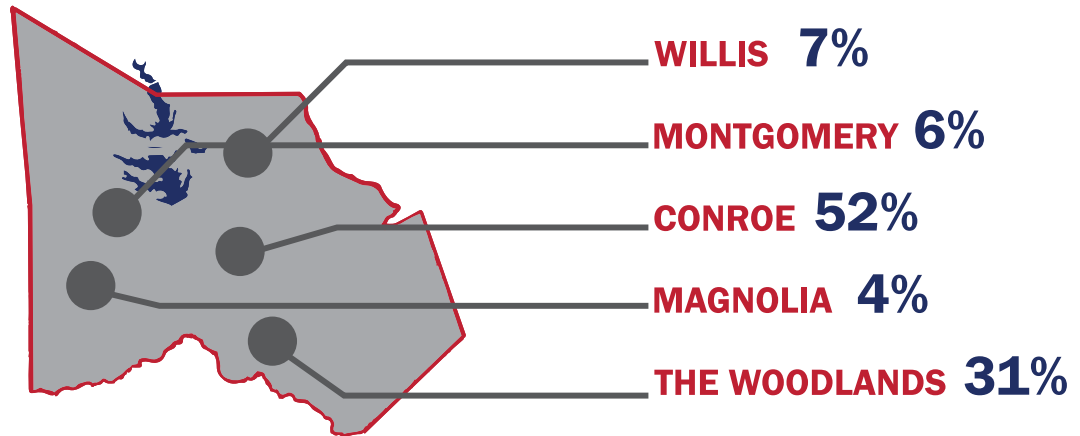 WILLIS 7%
MONTGOMERY 6%
CONROE 52%
MAGNOLIA 4%
THE WOODLANDS 31%